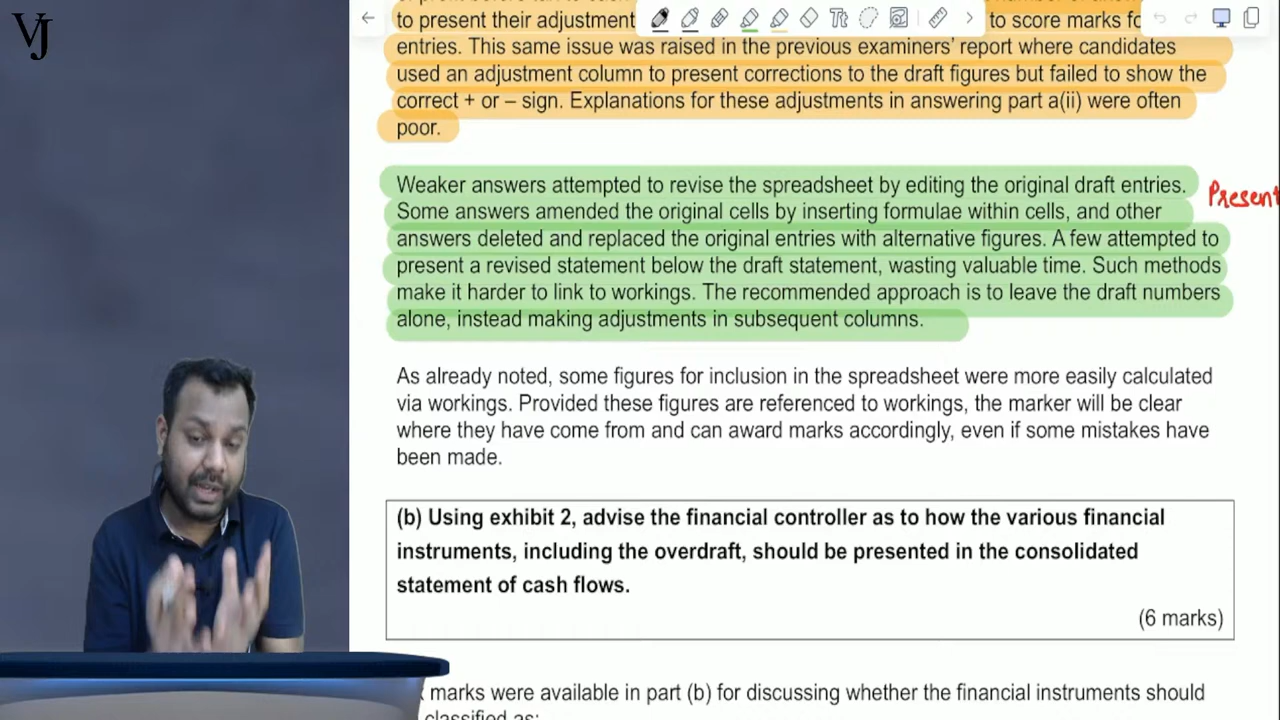 VJ
to present their adjustment
to score marks fo
entries. This same issue was raised in the previous examiners' report where candidates
used an adjustment column to present corrections to the draft figures but failed to show the
correct + or – sign. Explanations for these adjustments in answering part a(ii) were often
poor.
Weaker answers attempted to revise the spreadsheet by editing the original draft entries.
Present
Some answers amended the original cells by inserting formulae within cells, and other
answers deleted and replaced the original entries with alternative figures. A few attempted to
present a revised statement below the draft statement, wasting valuable time. Such methods
make it harder to link to workings. The recommended approach is to leave the draft numbers
alone, instead making adjustments in subsequent columns.
As already noted, some figures for inclusion in the spreadsheet were more easily calculated
via workings. Provided these figures are referenced to workings, the marker will be clear
where they have come from and can award marks accordingly, even if some mistakes have
been made.
(b) Using exhibit 2, advise the financial controller as to how the various financial
instruments, including the overdraft, should be presented in the consolidated
statement of cash flows.
(6 marks)
marks were available in part (b) for discussing whether the financial instruments should
classified as: